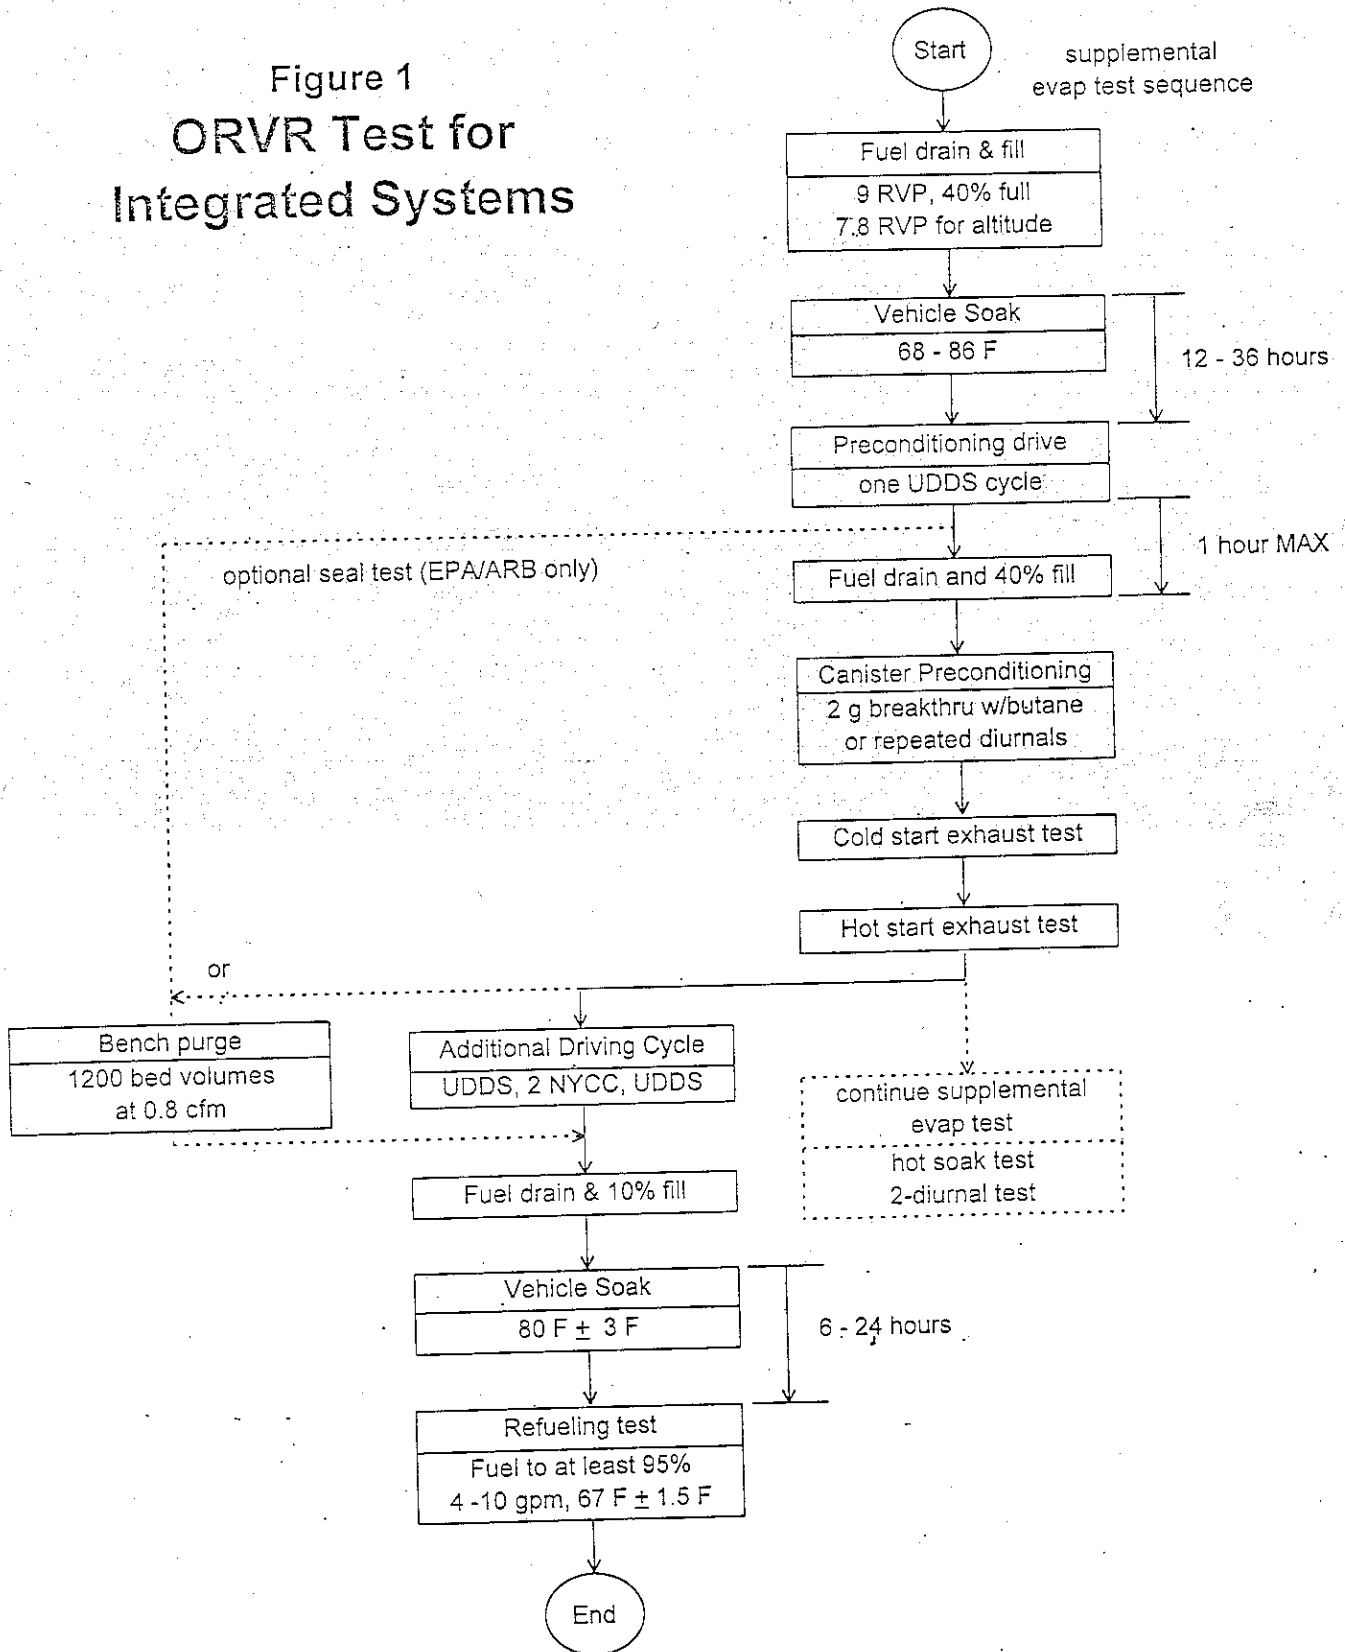 Figure 1
ORVR Test for
Integrated Systems
Start
supplemental
evap test sequence
Fuel drain & fill
9 RVP, 40% full
7.8 RVP for altitude
Vehicle Soak
68 - 86 F
12 - 36 hours
Preconditioning drive
one UDDS cycle
1 hour MAX
optional seal test (EPA/ARB only)
Fuel drain and 40% fill
Canister Preconditioning
2 g breakthru w/butane
or repeated diurnals
Cold start exhaust test
Hot start exhaust test
or
Bench purge
1200 bed volumes
at 0.8 cfm
Additional Driving Cycle
UDDS, 2 NYCC, UDDS
continue supplemental
evap test
hot soak test
2-diurnal test
Fuel drain & 10% fill
Vehicle Soak
80 F ± 3 F
6 - 24 hours
Refueling test
Fuel to at least 95%
4 -10 gpm, 67 F ± 1.5 F
End